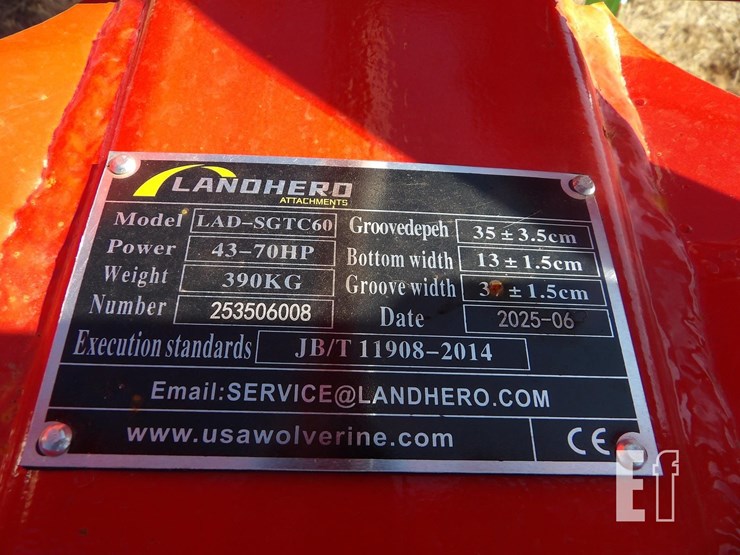 LANDHERO
ATTACHMENTS
Model LAD-SGTC60 Groovedepeh 35±3.5cm
Power 43-70HP Bottom width 13±1.5cm
Weight 390KG Groove width ±1.5cm
Number 253506008 Date 2025-06
Execution standards JB/T 11908-2014
Email:SERVICE@LANDHERO.COM
www.usawolverine.com CE
Ef